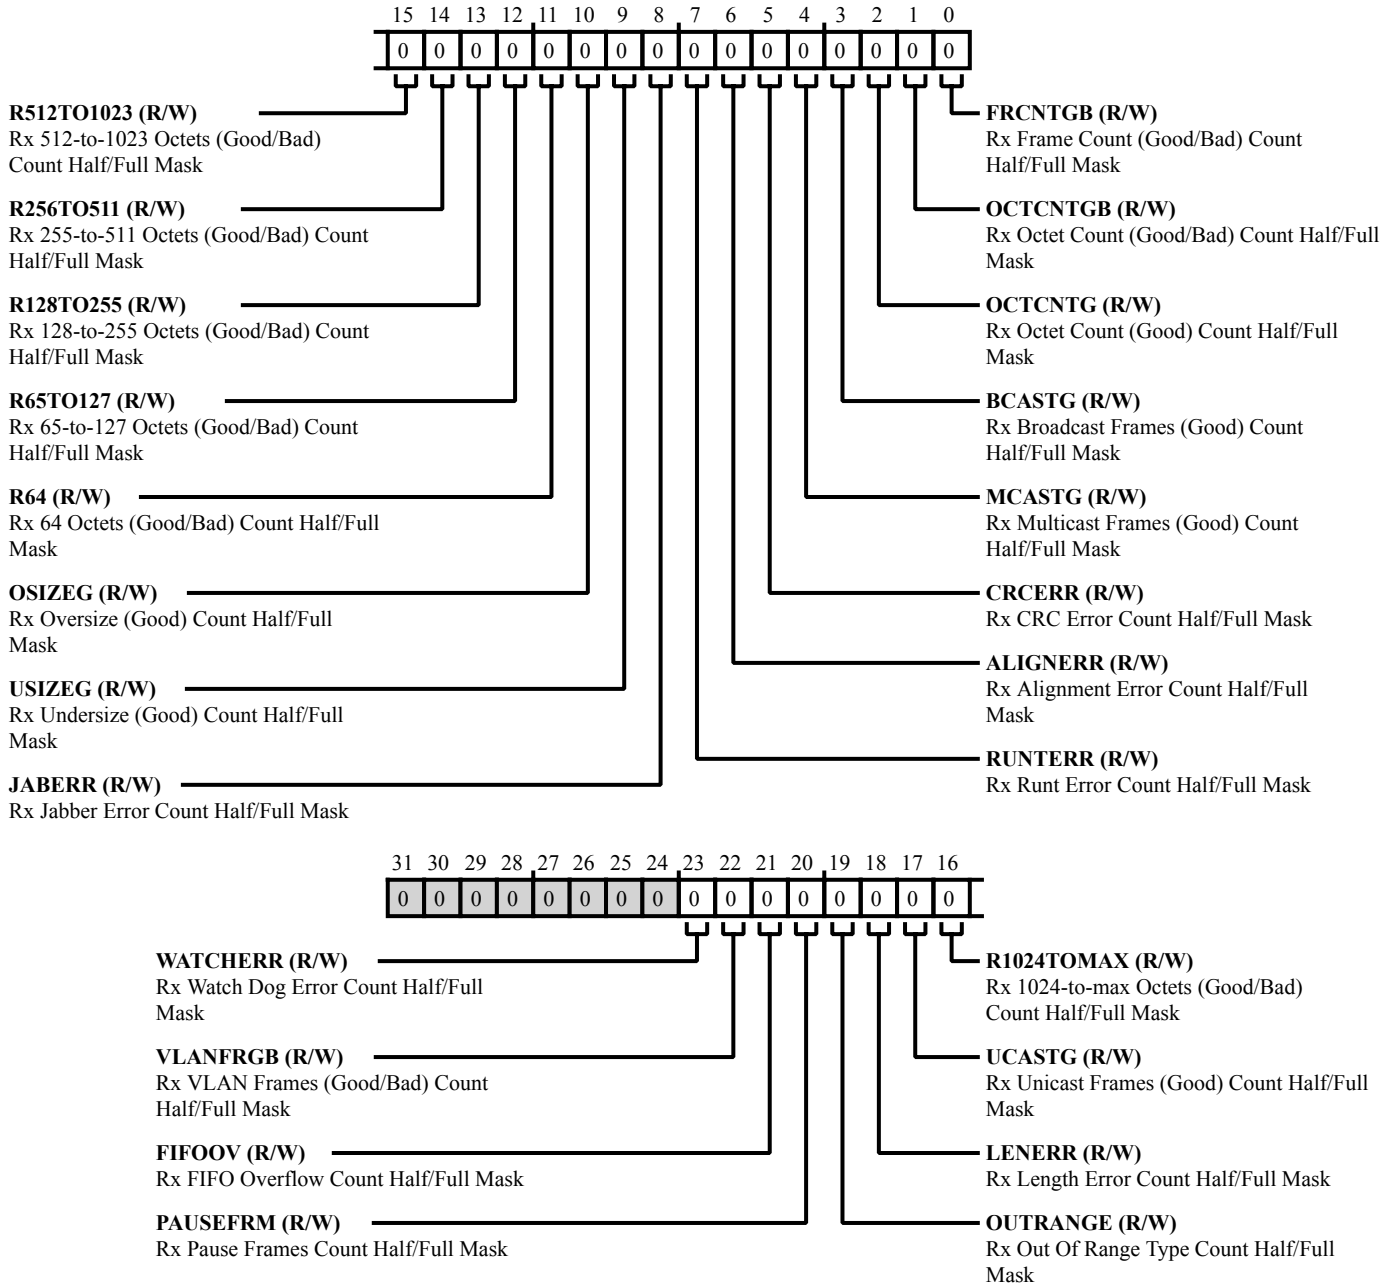 15 14 13 12 11 10 9 8 7 6 5 4 3 2 1 0
0 0 0 0 0 0 0 0 0 0 0 0 0 0 0 0
R512TO1023 (R/W)
Rx 512-to-1023 Octets (Good/Bad)
Count Half/Full Mask
R256TO511 (R/W)
Rx 255-to-511 Octets (Good/Bad) Count
Half/Full Mask
R128TO255 (R/W)
Rx 128-to-255 Octets (Good/Bad) Count
Half/Full Mask
R65TO127 (R/W)
Rx 65-to-127 Octets (Good/Bad) Count
Half/Full Mask
R64 (R/W)
Rx 64 Octets (Good/Bad) Count Half/Full
Mask
OSIZEG (R/W)
Rx Oversize (Good) Count Half/Full
Mask
USIZEG (R/W)
Rx Undersize (Good) Count Half/Full
Mask
JABERR (R/W)
Rx Jabber Error Count Half/Full Mask
FRCNTGB (R/W)
Rx Frame Count (Good/Bad) Count
Half/Full Mask
OCTCNTGB (R/W)
Rx Octet Count (Good/Bad) Count Half/Full
Mask
OCTCNTG (R/W)
Rx Octet Count (Good) Count Half/Full
Mask
BCASTG (R/W)
Rx Broadcast Frames (Good) Count
Half/Full Mask
MCASTG (R/W)
Rx Multicast Frames (Good) Count
Half/Full Mask
CRCERR (R/W)
Rx CRC Error Count Half/Full Mask
ALIGNERR (R/W)
Rx Alignment Error Count Half/Full
Mask
RUNTERR (R/W)
Rx Runt Error Count Half/Full Mask
31 30 29 28 27 26 25 24 23 22 21 20 19 18 17 16
0 0 0 0 0 0 0 0 0 0 0 0 0 0 0 0
WATCHERR (R/W)
Rx Watch Dog Error Count Half/Full
Mask
VLANFRGB (R/W)
Rx VLAN Frames (Good/Bad) Count
Half/Full Mask
FIFOOV (R/W)
Rx FIFO Overflow Count Half/Full Mask
PAUSEFRM (R/W)
Rx Pause Frames Count Half/Full Mask
R1024TOMAX (R/W)
Rx 1024-to-max Octets (Good/Bad)
Count Half/Full Mask
UCASTG (R/W)
Rx Unicast Frames (Good) Count Half/Full
Mask
LENERR (R/W)
Rx Length Error Count Half/Full Mask
OUTRANGE (R/W)
Rx Out Of Range Type Count Half/Full
Mask